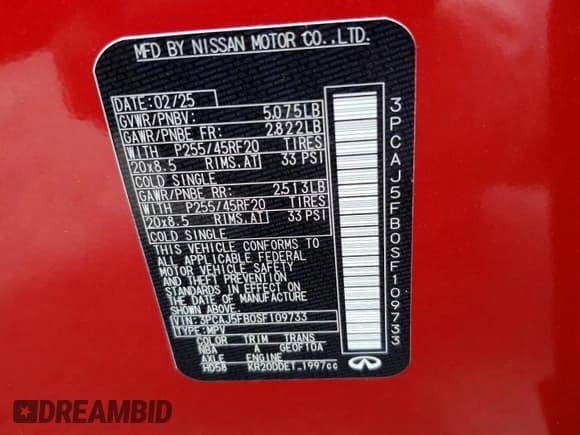 MFD BY NISSAN MOTOR CO.,LTD.
DATE:02/25
GVWR/PNBV: 5,075LB
GAWR/PNBE FR: 2,822LB
WITH P255/45RF20 TIRES
20x8.5 RIMS.AT 33 PSI
COLD SINGLE
GAWR/PNBE RR: 2,513LB
WITH P255/45RF20 TIRES
20x8.5 RIMS.AT 33 PSI
COLD SINGLE
THIS VEHICLE CONFORMS TO
ALL APPLICABLE FEDERAL
MOTOR VEHICLE SAFETY
AND THEFT PREVENTION
STANDARDS IN EFFECT ON
THE DATE OF MANUFACTURE
SHOWN ABOVE.
VIN: 3PCAJ5FB0SF109733
TYPE:MPV
COLOR TRIM TRANS
NBA A GE0F10A
AXLE ENGINE
HD58 KR20DDET 1997cc
3PCAJ5FB0SF109733
INFINITI
DREAMBID